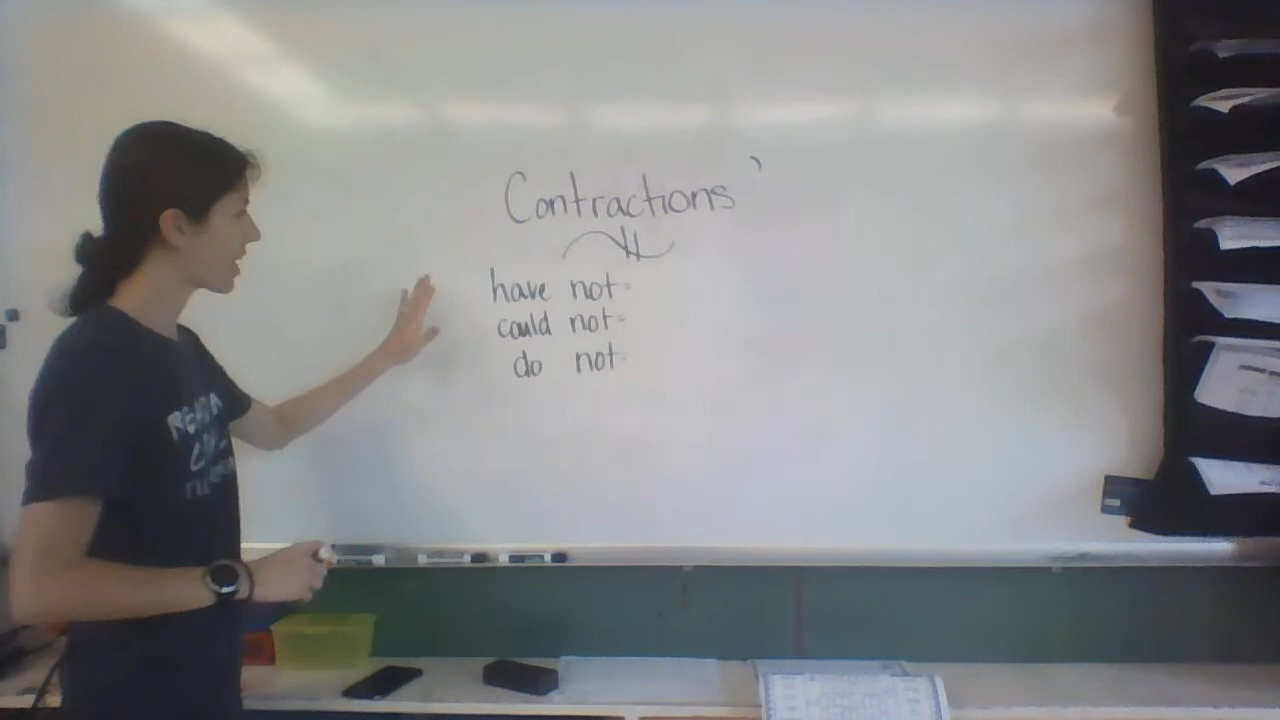 Contractions '
have not=
could not=
do not=